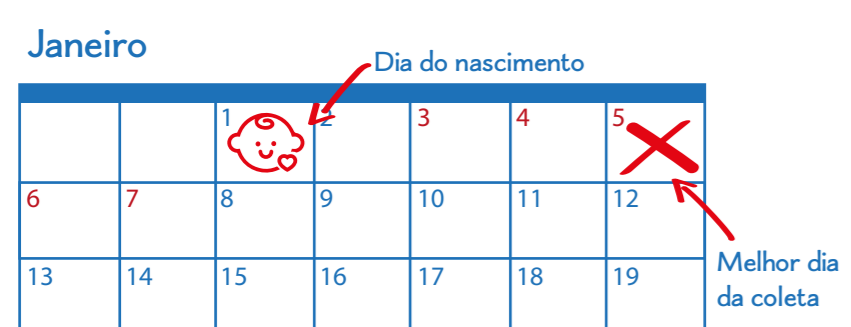 Janeiro
Dia do nascimento
1 2 3 4 5
6 7 8 9 10 11 12
13 14 15 16 17 18 19
Melhor dia
da coleta